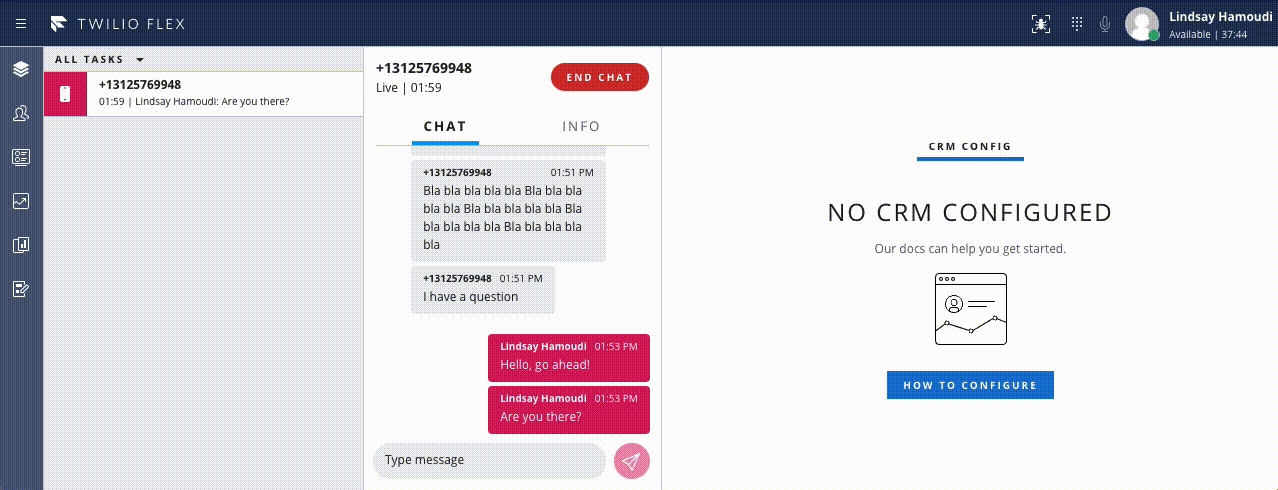 TWILIO FLEX
Lindsay Hamoudi
Available | 37:44
ALL TASKS
+13125769948
01:59 | Lindsay Hamoudi: Are you there?
+13125769948
Live | 01:59
END CHAT
CHAT INFO
+13125769948 01:51 PM
Bla bla bla bla bla Bla bla bla
bla bla Bla bla bla bla bla Bla
bla bla bla bla Bla bla bla bla
bla
+13125769948 01:51 PM
I have a question
Lindsay Hamoudi 01:53 PM
Hello, go ahead!
Lindsay Hamoudi 01:53 PM
Are you there?
Type message
CRM CONFIG
NO CRM CONFIGURED
Our docs can help you get started.
HOW TO CONFIGURE